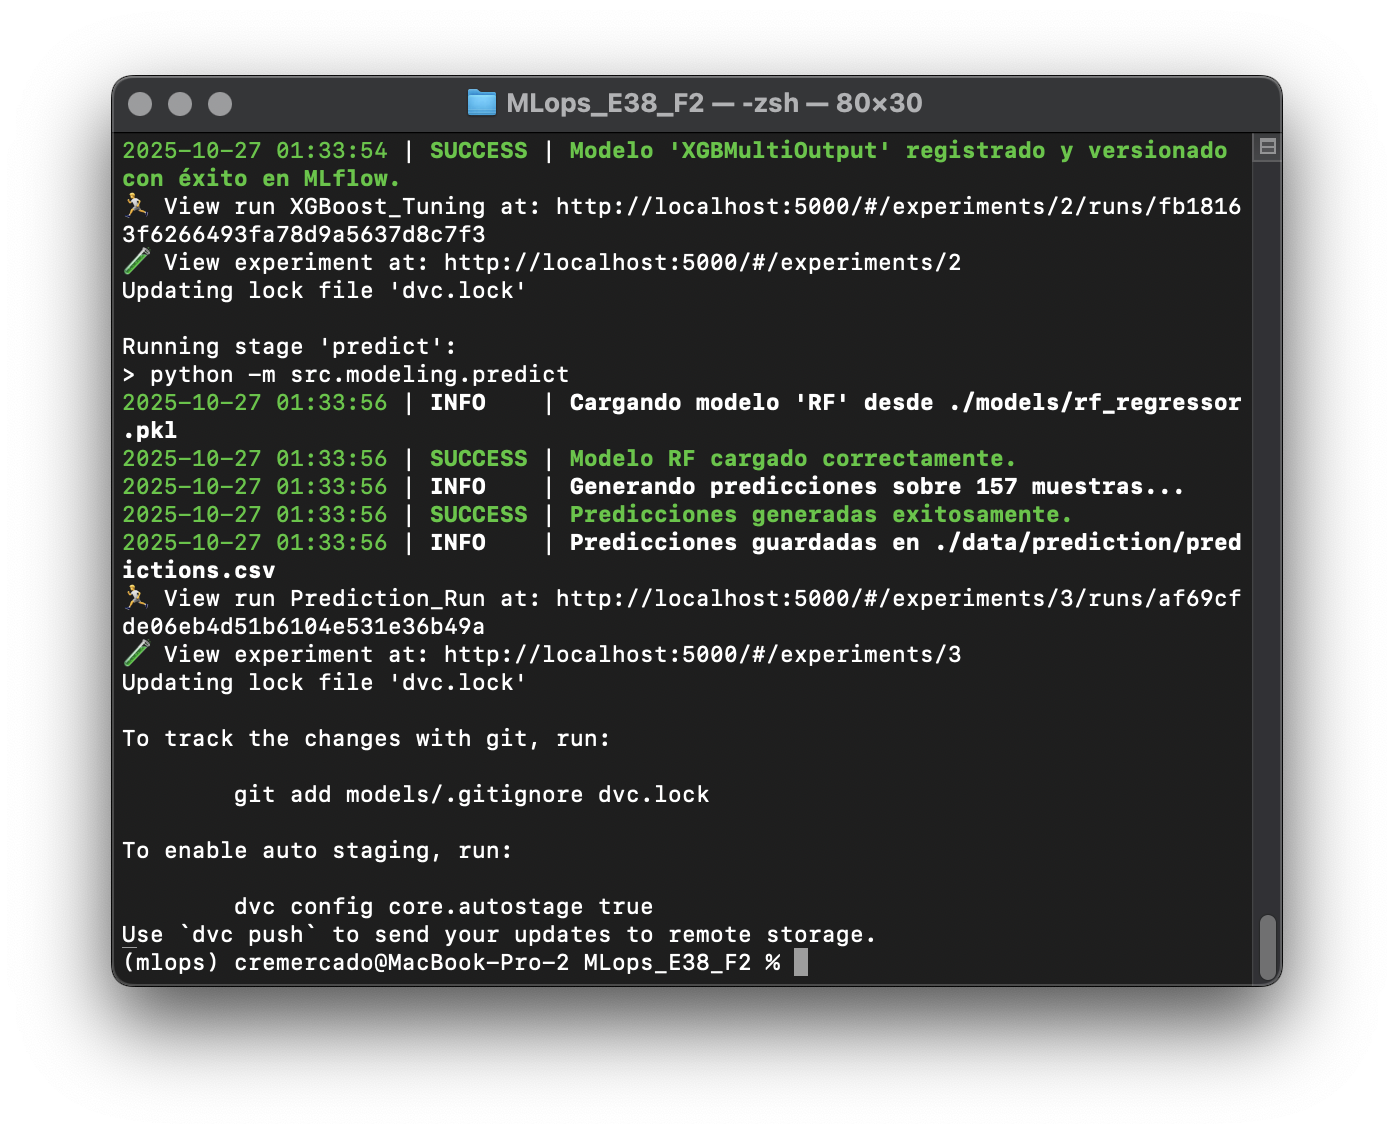 MLops_E38_F2 — -zsh — 80×30
2025-10-27 01:33:54 | SUCCESS | Modelo 'XGBMultiOutput' registrado y versionado
con éxito en MLflow.
🏃 View run XGBoost_Tuning at: http://localhost:5000/#/experiments/2/runs/fb1816
3f6266493fa78d9a5637d8c7f3
🧪 View experiment at: http://localhost:5000/#/experiments/2
Updating lock file 'dvc.lock'
Running stage 'predict':
> python -m src.modeling.predict
2025-10-27 01:33:56 | INFO    | Cargando modelo 'RF' desde ./models/rf_regressor
.pkl
2025-10-27 01:33:56 | SUCCESS | Modelo RF cargado correctamente.
2025-10-27 01:33:56 | INFO    | Generando predicciones sobre 157 muestras...
2025-10-27 01:33:56 | SUCCESS | Predicciones generadas exitosamente.
2025-10-27 01:33:56 | INFO    | Predicciones guardadas en ./data/prediction/pred
ictions.csv
🏃 View run Prediction_Run at: http://localhost:5000/#/experiments/3/runs/af69cf
de06eb4d51b6104e531e36b49a
🧪 View experiment at: http://localhost:5000/#/experiments/3
Updating lock file 'dvc.lock'
To track the changes with git, run:
git add models/.gitignore dvc.lock
To enable auto staging, run:
dvc config core.autostage true
Use `dvc push` to send your updates to remote storage.
(mlops) cremercado@MacBook-Pro-2 MLops_E38_F2 %